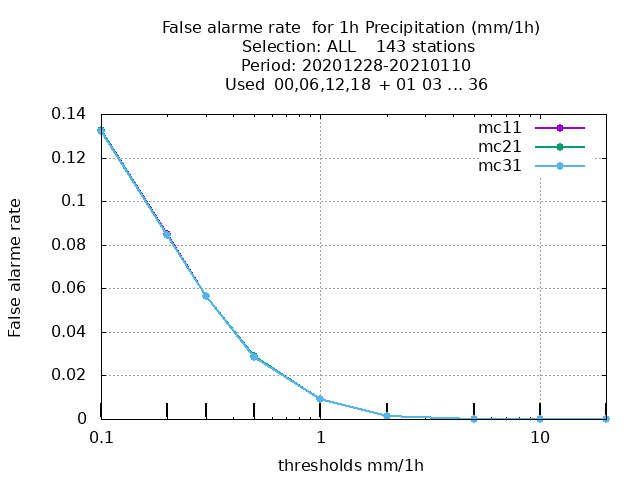 False alarme rate  for 1h Precipitation (mm/1h)
Selection: ALL    143 stations
Period: 20201228-20210110
Used  00,06,12,18  + 01 03 ... 36
mc11
mc21
mc31
False alarme rate
0.14
0.12
0.1
0.08
0.06
0.04
0.02
0
0.1 1 10
thresholds mm/1h